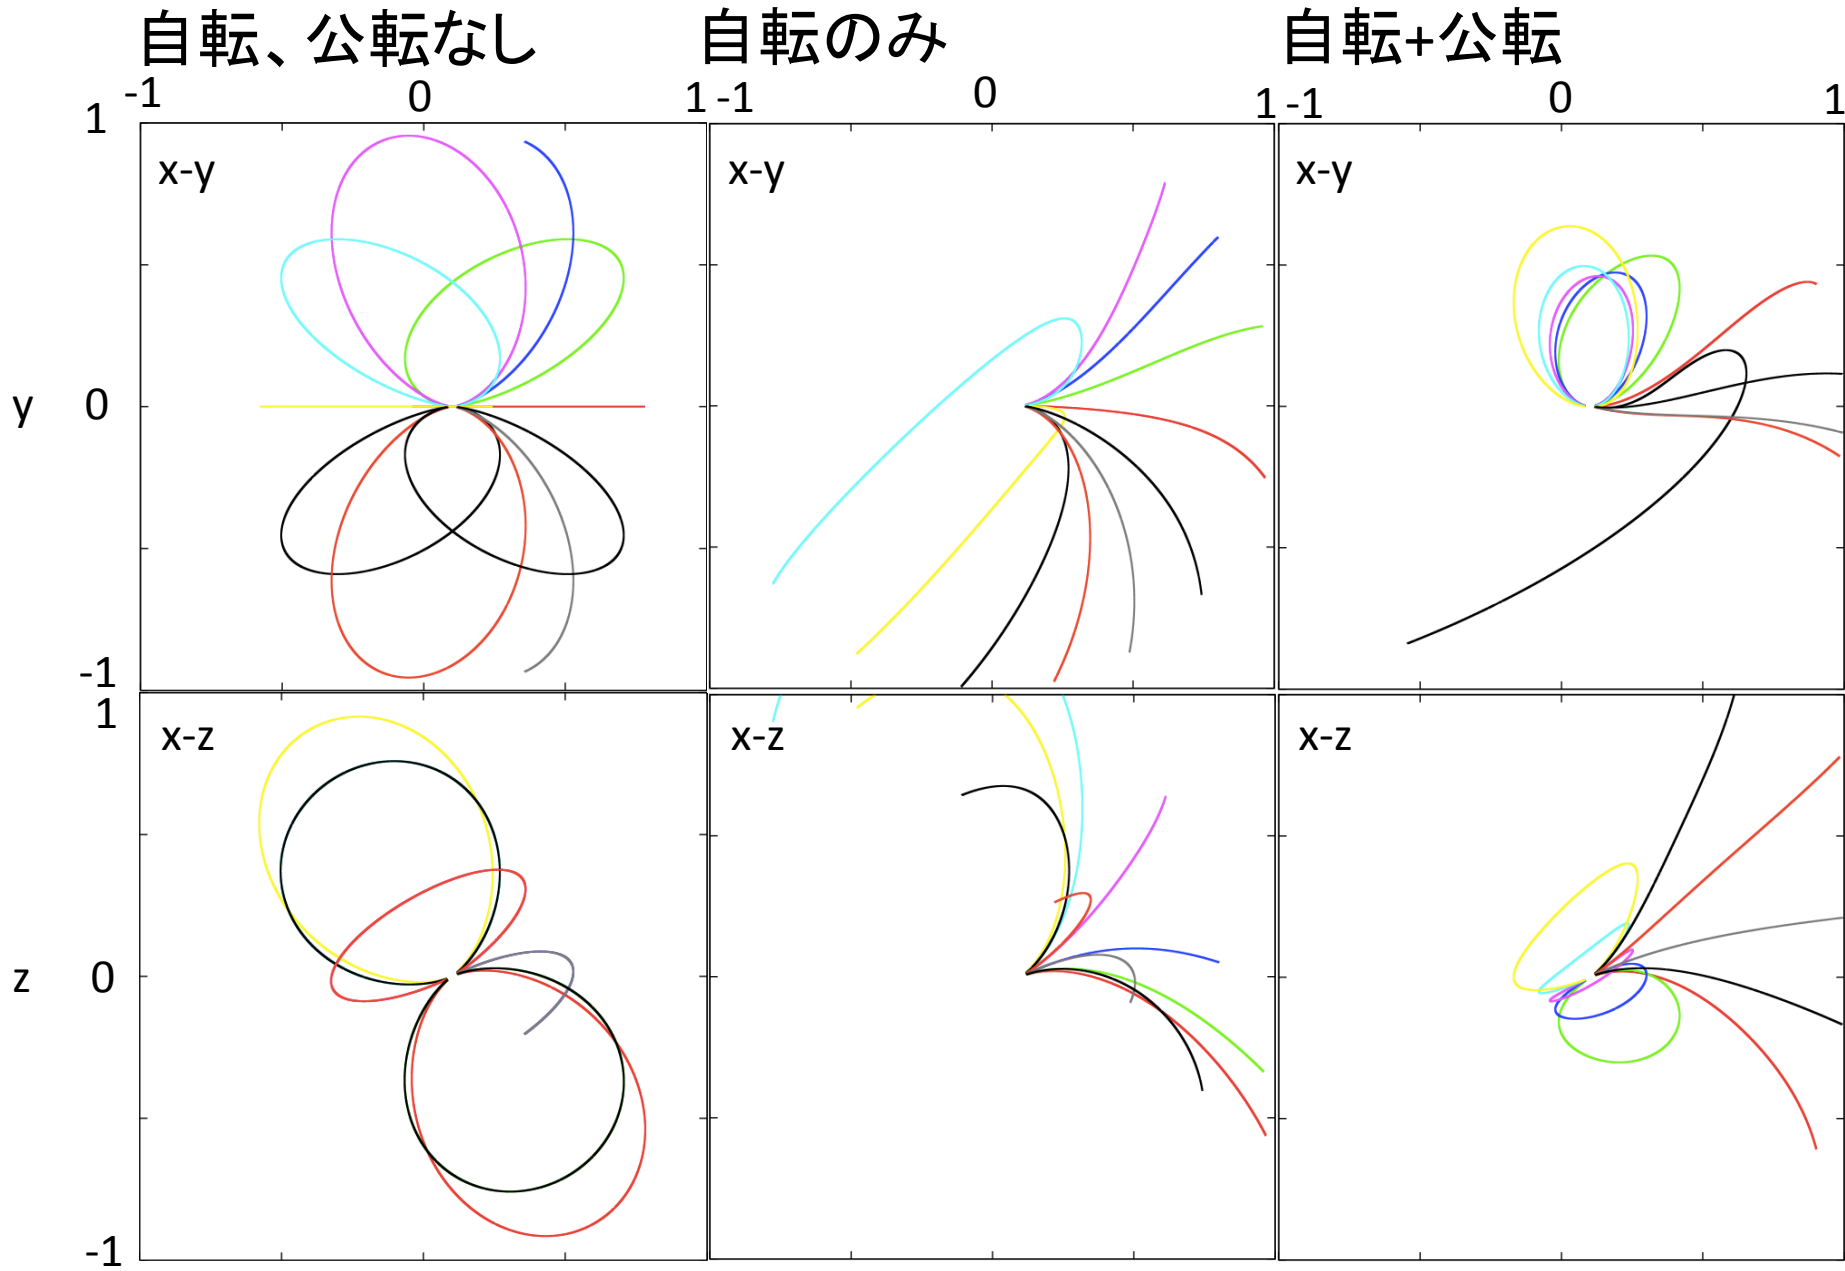 自転、公転なし 自転のみ 自転+公転
-1 0 1 -1 0 1 -1 0 1
1
x-y x-y x-y
y 0
-1
1
x-z x-z x-z
z 0
-1